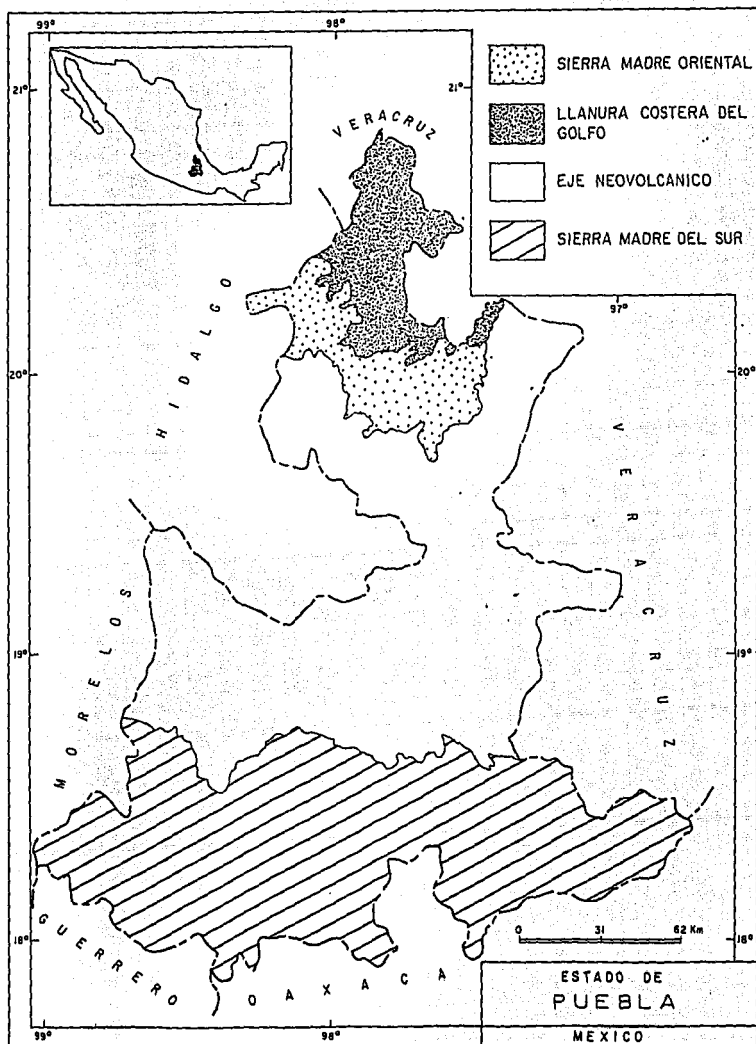 99°
98°
21°
21°
SIERRA MADRE ORIENTAL
LLANURA COSTERA DEL
GOLFO
EJE NEOVOLCANICO
SIERRA MADRE DEL SUR
VERACRUZ
HIDALGO
97°
20°
20°
VERACRUZ
MORELOS
19°
19°
GUERRERO
OAXACA
18°
18°
0 31 62 Km
ESTADO DE
PUEBLA
MEXICO
99°
98°